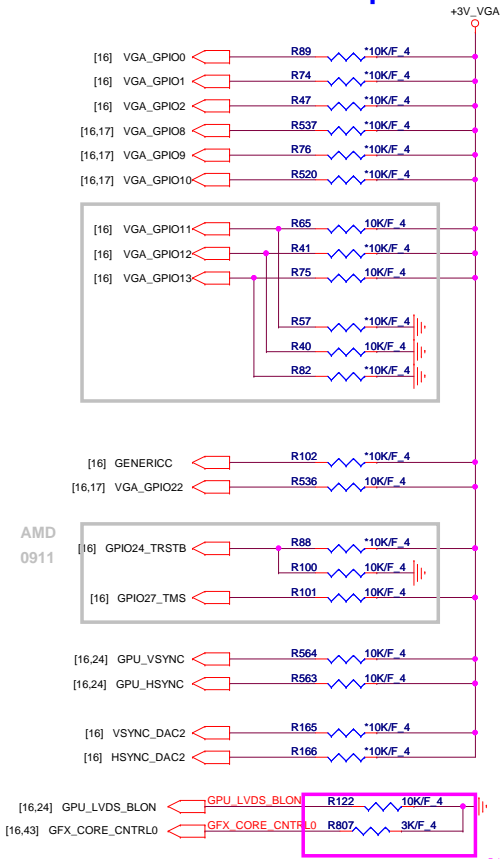 +3V_VGA
[16] VGA_GPIO0 R89 *10K/F_4
[16] VGA_GPIO1 R74 *10K/F_4
[16] VGA_GPIO2 R47 *10K/F_4
[16,17] VGA_GPIO8 R537 *10K/F_4
[16,17] VGA_GPIO9 R76 *10K/F_4
[16,17] VGA_GPIO10 R520 *10K/F_4
[16] VGA_GPIO11 R65 10K/F_4
[16] VGA_GPIO12 R41 *10K/F_4
[16] VGA_GPIO13 R75 10K/F_4
R57 *10K/F_4
R40 10K/F_4
R82 *10K/F_4
[16] GENERICC R102 *10K/F_4
[16,17] VGA_GPIO22 R536 *10K/F_4
AMD
0911
[16] GPIO24_TRSTB R88 *10K/F_4
R100 10K/F_4
[16] GPIO27_TMS R101 *10K/F_4
[16,24] GPU_VSYNC R564 10K/F_4
[16,24] GPU_HSYNC R563 10K/F_4
[16] VSYNC_DAC2 R165 *10K/F_4
[16] HSYNC_DAC2 R166 *10K/F_4
[16,24] GPU_LVDS_BLON GPU_LVDS_BLON R122 10K/F_4
[16,43] GFX_CORE_CNTRL0 GFX_CORE_CNTRL0 R807 3K/F_4